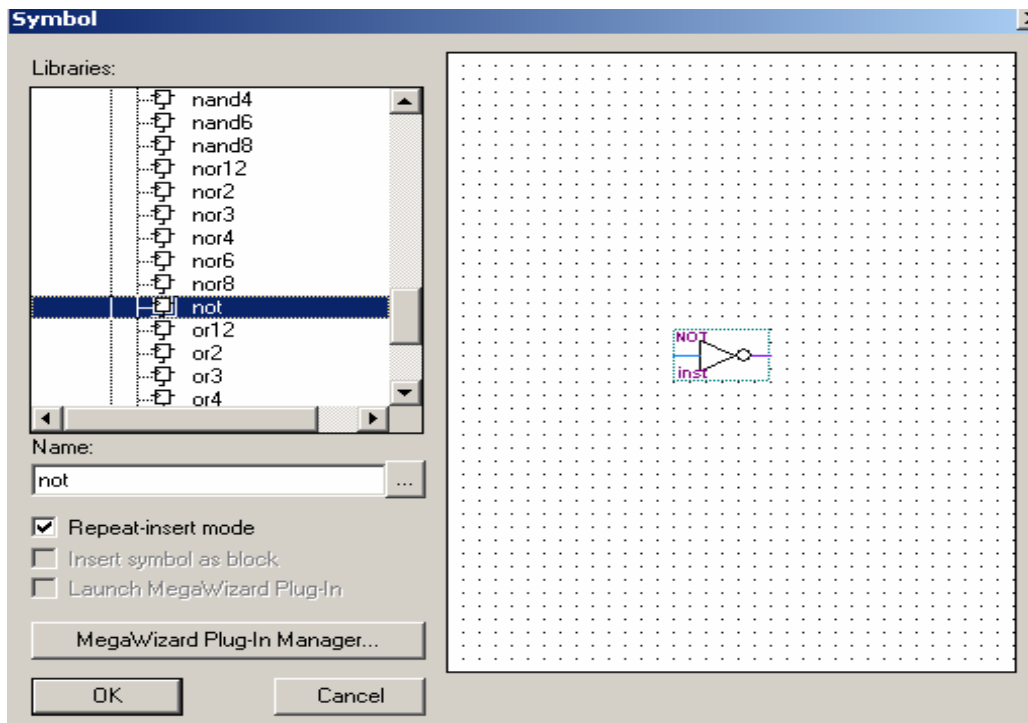 Symbol
Libraries:
nand4
nand6
nand8
nor12
nor2
nor3
nor4
nor6
nor8
not
or12
or2
or3
or4
Name:
not
...
Repeat-insert mode
Insert symbol as block
Launch MegaWizard Plug-In
MegaWizard Plug-In Manager...
OK
Cancel
NOT
inst